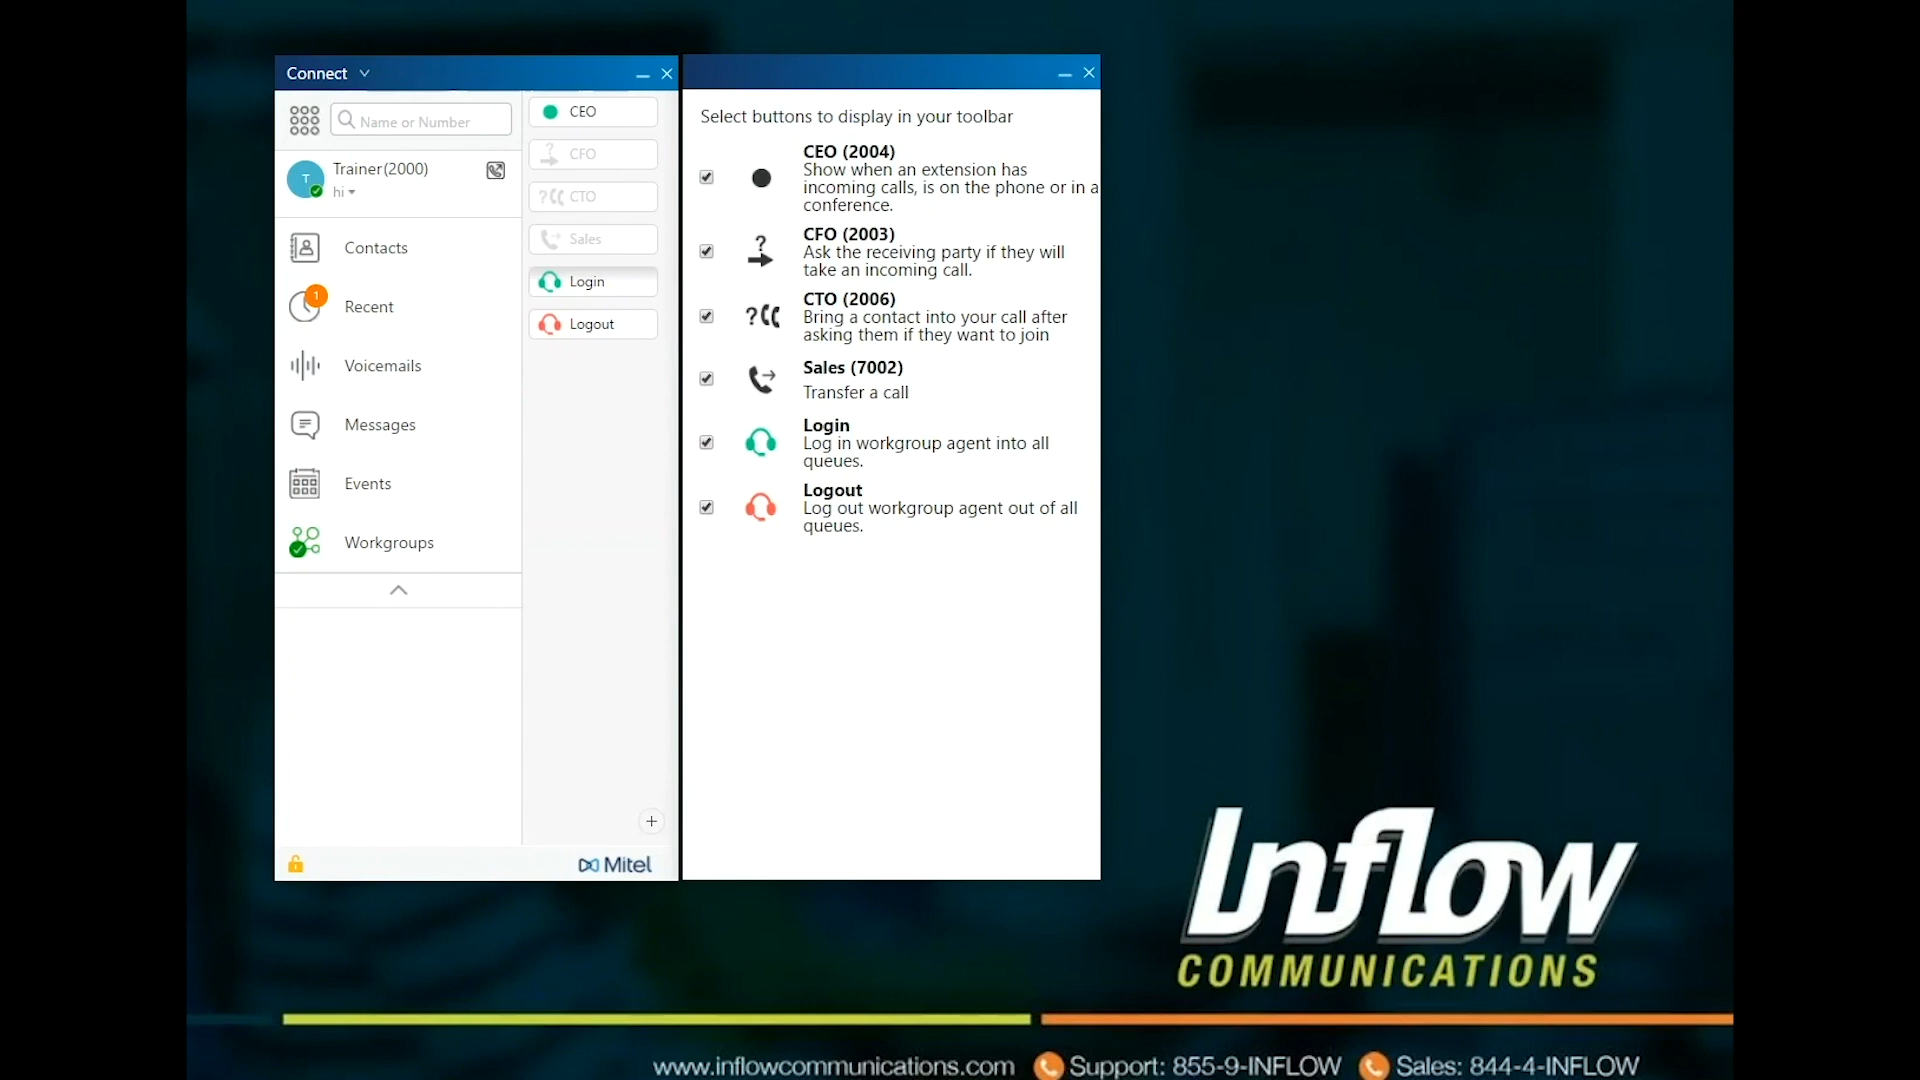 Connect
Name or Number
T
Trainer(2000)
hi
Contacts
1
Recent
Voicemails
Messages
Events
Workgroups
CEO
? CFO
? CTO
Sales
Login
Logout
+
Mitel
Select buttons to display in your toolbar
CEO (2004)
Show when an extension has
incoming calls, is on the phone or in a
conference.
?
CFO (2003)
Ask the receiving party if they will
take an incoming call.
?
CTO (2006)
Bring a contact into your call after
asking them if they want to join
Sales (7002)
Transfer a call
Login
Log in workgroup agent into all
queues.
Logout
Log out workgroup agent out of all
queues.
Inflow
COMMUNICATIONS
www.inflowcommunications.com Support: 855-9-INFLOW Sales: 844-4-INFLOW